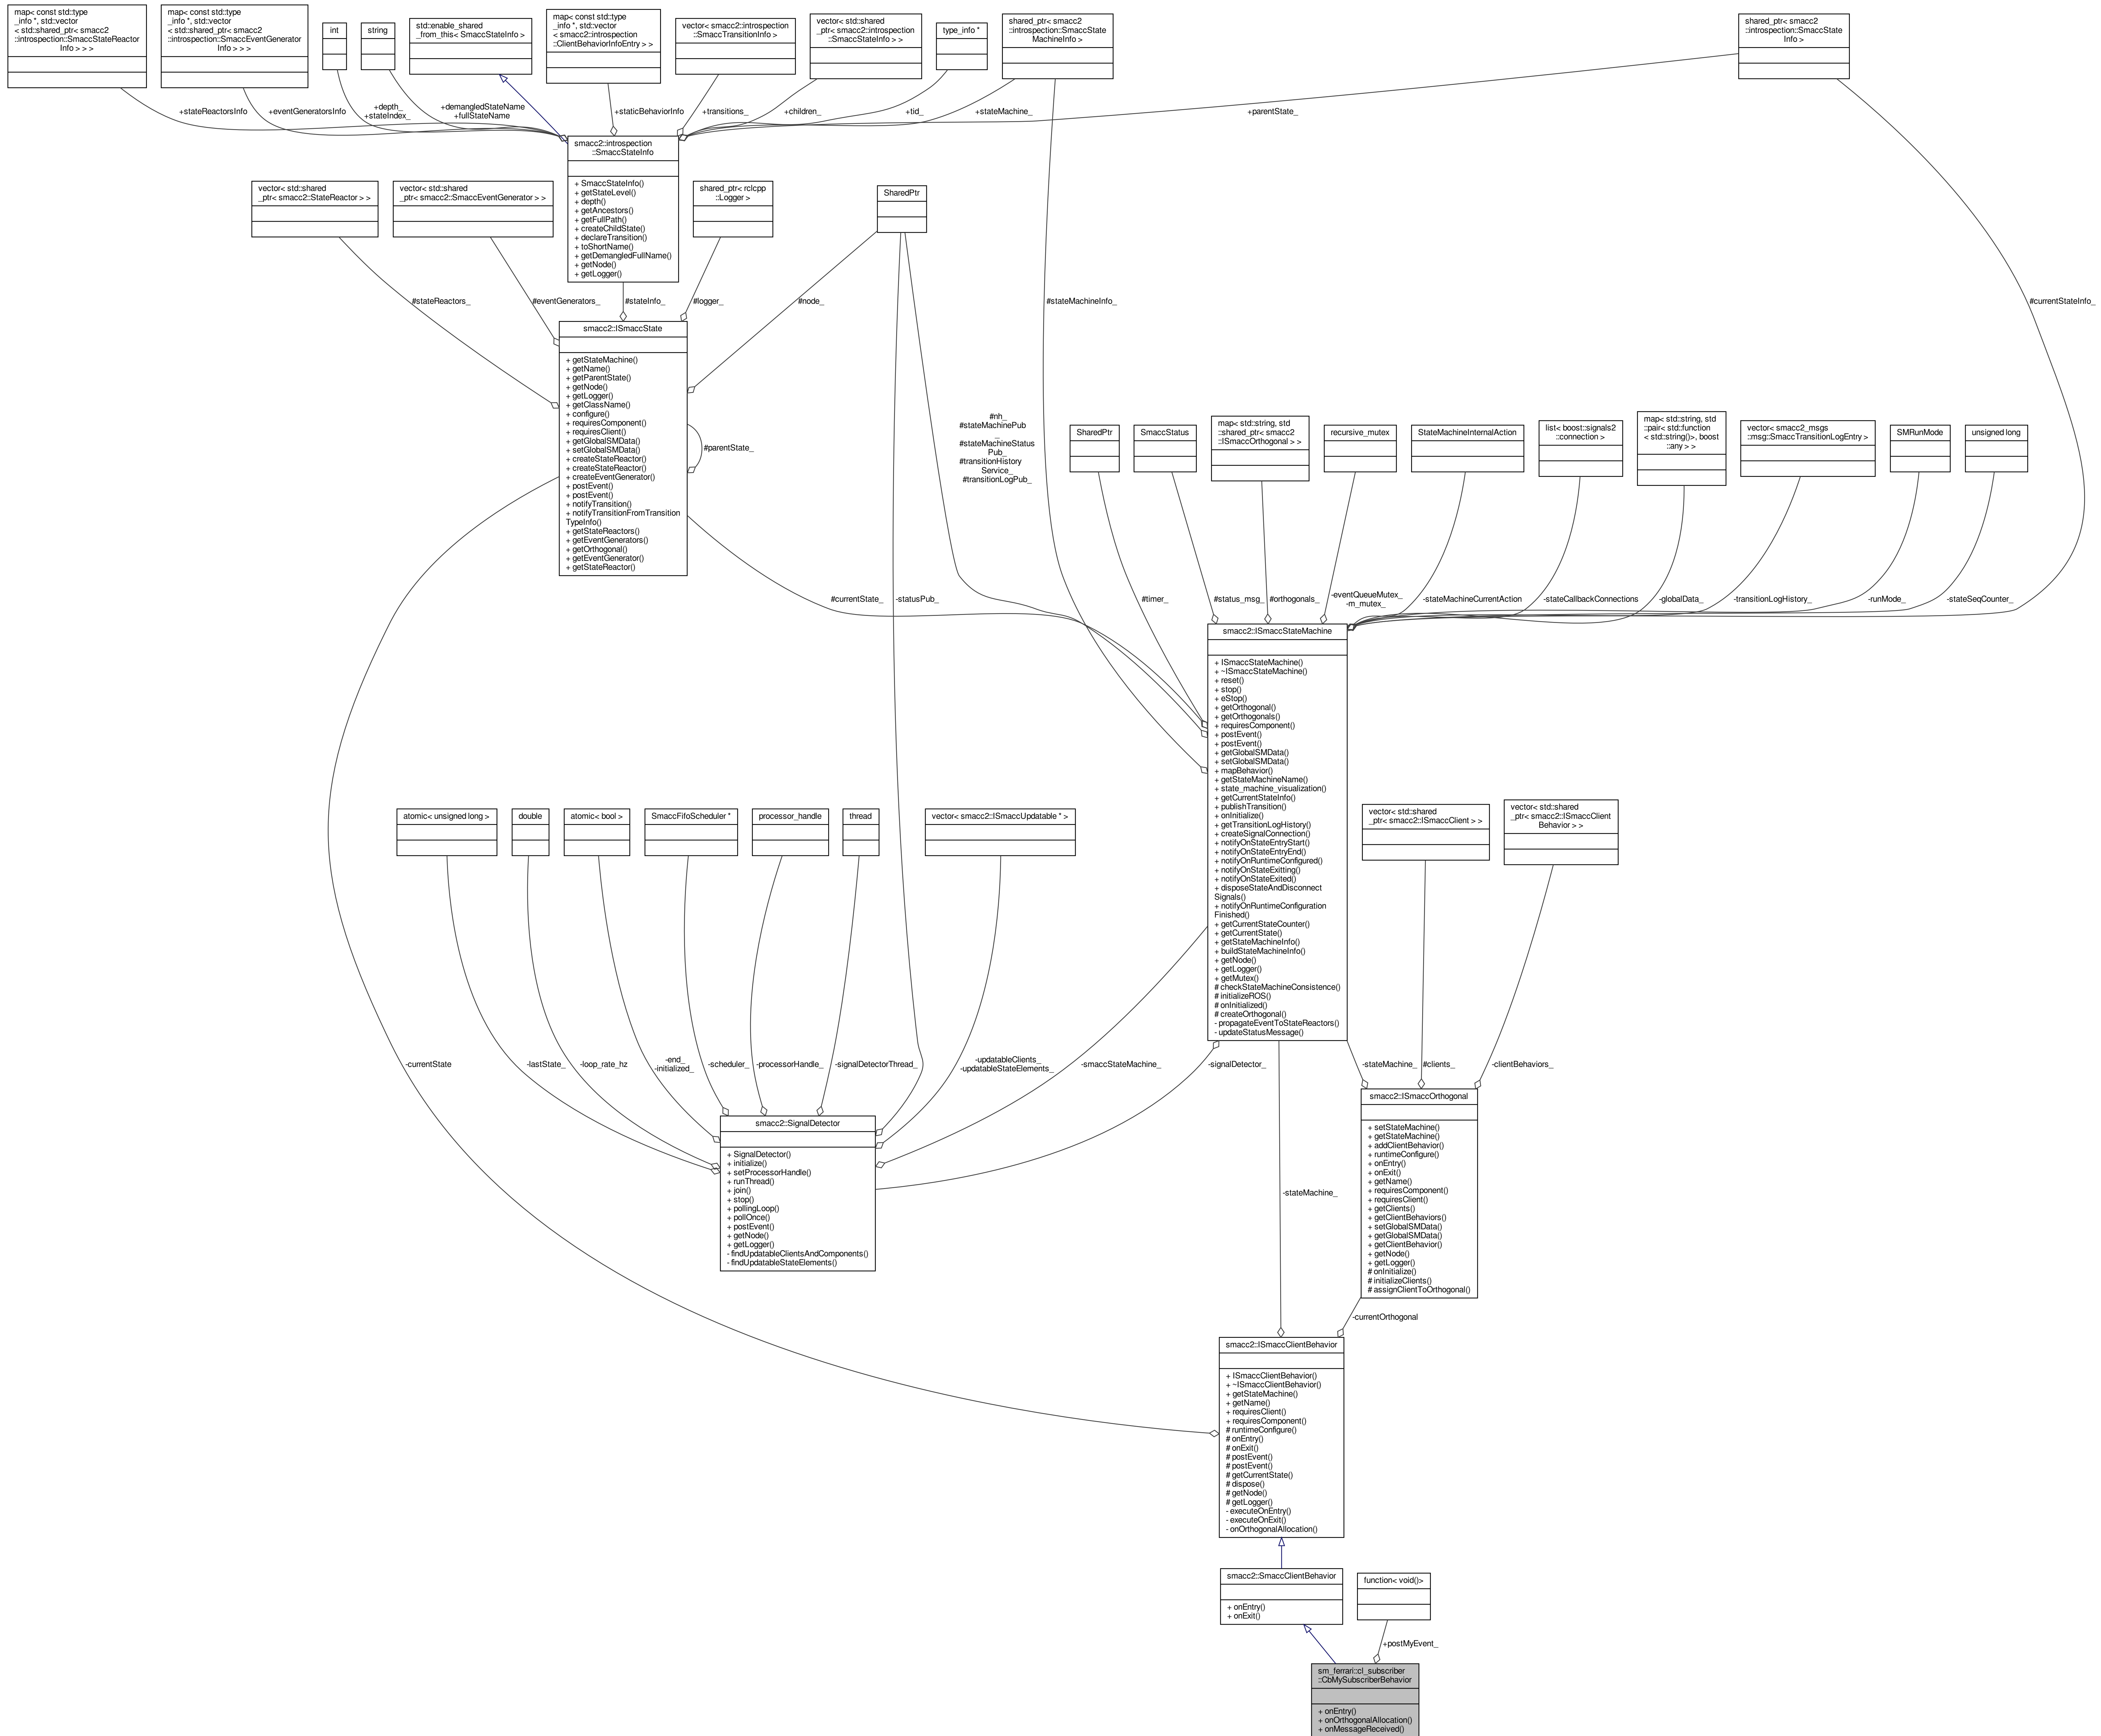 map< const std::type
_info *, std::vector
< std::shared_ptr< smacc2
::introspection::SmaccStateReactor
Info > > >
map< const std::type
_info *, std::vector
< std::shared_ptr< smacc2
::introspection::SmaccEventGenerator
Info > > >
int
string
std::enable_shared
_from_this< SmaccStateInfo >
map< const std::type
_info *, std::vector
< smacc2::introspection
::ClientBehaviorInfoEntry > >
vector< smacc2::introspection
::SmaccTransitionInfo >
vector< std::shared
_ptr< smacc2::introspection
::SmaccStateInfo > >
type_info *
shared_ptr< smacc2
::introspection::SmaccState
MachineInfo >
shared_ptr< smacc2
::introspection::SmaccState
Info >
+stateReactorsInfo
+eventGeneratorsInfo
+depth_
+stateIndex_
+demangledStateName
+fullStateName
+staticBehaviorInfo
+transitions_
+children_
+tid_
+stateMachine_
+parentState_
smacc2::introspection
::SmaccStateInfo
+ SmaccStateInfo()
+ getStateLevel()
+ depth()
+ getAncestors()
+ getFullPath()
+ createChildState()
+ declareTransition()
+ toShortName()
+ getDemangledFullName()
+ getNode()
+ getLogger()
vector< std::shared
_ptr< smacc2::StateReactor > >
vector< std::shared
_ptr< smacc2::SmaccEventGenerator > >
shared_ptr< rclcpp
::Logger >
SharedPtr
#stateReactors_
#eventGenerators_
#stateInfo_
#logger_
#node_
#stateMachineInfo_
#currentStateInfo_
smacc2::ISmaccState
+ getStateMachine()
+ getName()
+ getParentState()
+ getNode()
+ getLogger()
+ getClassName()
+ configure()
+ requiresComponent()
+ requiresClient()
+ getGlobalSMData()
+ setGlobalSMData()
+ createStateReactor()
+ createStateReactor()
+ createEventGenerator()
+ postEvent()
+ postEvent()
+ notifyTransition()
+ notifyTransitionFromTransition
TypeInfo()
+ getStateReactors()
+ getEventGenerators()
+ getOrthogonal()
+ getEventGenerator()
+ getStateReactor()
#parentState_
#nh_
#stateMachinePub
_
#stateMachineStatus
Pub_
#transitionHistory
Service_
#transitionLogPub_
SharedPtr
SmaccStatus
map< std::string, std
::shared_ptr< smacc2
::ISmaccOrthogonal > >
recursive_mutex
StateMachineInternalAction
list< boost::signals2
::connection >
map< std::string, std
::pair< std::function
< std::string()>, boost
::any > >
vector< smacc2_msgs
::msg::SmaccTransitionLogEntry >
SMRunMode
unsigned long
#currentState_
-statusPub_
#timer_
#status_msg_
#orthogonals_
-eventQueueMutex_
-m_mutex_
-stateMachineCurrentAction
-stateCallbackConnections
-globalData_
-transitionLogHistory_
-runMode_
-stateSeqCounter_
smacc2::ISmaccStateMachine
+ ISmaccStateMachine()
+ ~ISmaccStateMachine()
+ reset()
+ stop()
+ eStop()
+ getOrthogonal()
+ getOrthogonals()
+ requiresComponent()
+ postEvent()
+ postEvent()
+ getGlobalSMData()
+ setGlobalSMData()
+ mapBehavior()
+ getStateMachineName()
+ state_machine_visualization()
+ getCurrentStateInfo()
+ publishTransition()
+ onInitialize()
+ getTransitionLogHistory()
+ createSignalConnection()
+ notifyOnStateEntryStart()
+ notifyOnStateEntryEnd()
+ notifyOnRuntimeConfigured()
+ notifyOnStateExitting()
+ notifyOnStateExited()
+ disposeStateAndDisconnect
Signals()
+ notifyOnRuntimeConfiguration
Finished()
+ getCurrentStateCounter()
+ getCurrentState()
+ getStateMachineInfo()
+ buildStateMachineInfo()
+ getNode()
+ getLogger()
+ getMutex()
# checkStateMachineConsistence()
# initializeROS()
# onInitialized()
# createOrthogonal()
- propagateEventToStateReactors()
- updateStatusMessage()
atomic< unsigned long >
double
atomic< bool >
SmaccFifoScheduler *
processor_handle
thread
vector< smacc2::ISmaccUpdatable * >
vector< std::shared
_ptr< smacc2::ISmaccClient > >
vector< std::shared
_ptr< smacc2::ISmaccClient
Behavior > >
-currentState
-lastState_
-loop_rate_hz
-end_
-initialized_
-scheduler_
-processorHandle_
-signalDetectorThread_
-updatableClients_
-updatableStateElements_
-smaccStateMachine_
-signalDetector_
-stateMachine_
#clients_
-clientBehaviors_
smacc2::SignalDetector
+ SignalDetector()
+ initialize()
+ setProcessorHandle()
+ runThread()
+ join()
+ stop()
+ pollingLoop()
+ pollOnce()
+ postEvent()
+ getNode()
+ getLogger()
- findUpdatableClientsAndComponents()
- findUpdatableStateElements()
smacc2::ISmaccOrthogonal
+ setStateMachine()
+ getStateMachine()
+ addClientBehavior()
+ runtimeConfigure()
+ onEntry()
+ onExit()
+ getName()
+ requiresComponent()
+ requiresClient()
+ getClients()
+ getClientBehaviors()
+ setGlobalSMData()
+ getGlobalSMData()
+ getClientBehavior()
+ getNode()
+ getLogger()
# onInitialize()
# initializeClients()
# assignClientToOrthogonal()
-stateMachine_
-currentOrthogonal
smacc2::ISmaccClientBehavior
+ ISmaccClientBehavior()
+ ~ISmaccClientBehavior()
+ getStateMachine()
+ getName()
+ requiresClient()
+ requiresComponent()
# runtimeConfigure()
# onEntry()
# onExit()
# postEvent()
# postEvent()
# getCurrentState()
# dispose()
# getNode()
# getLogger()
- executeOnEntry()
- executeOnExit()
- onOrthogonalAllocation()
smacc2::SmaccClientBehavior
+ onEntry()
+ onExit()
function< void()>
+postMyEvent_
sm_ferrari::cl_subscriber
::CbMySubscriberBehavior
+ onEntry()
+ onOrthogonalAllocation()
+ onMessageReceived()